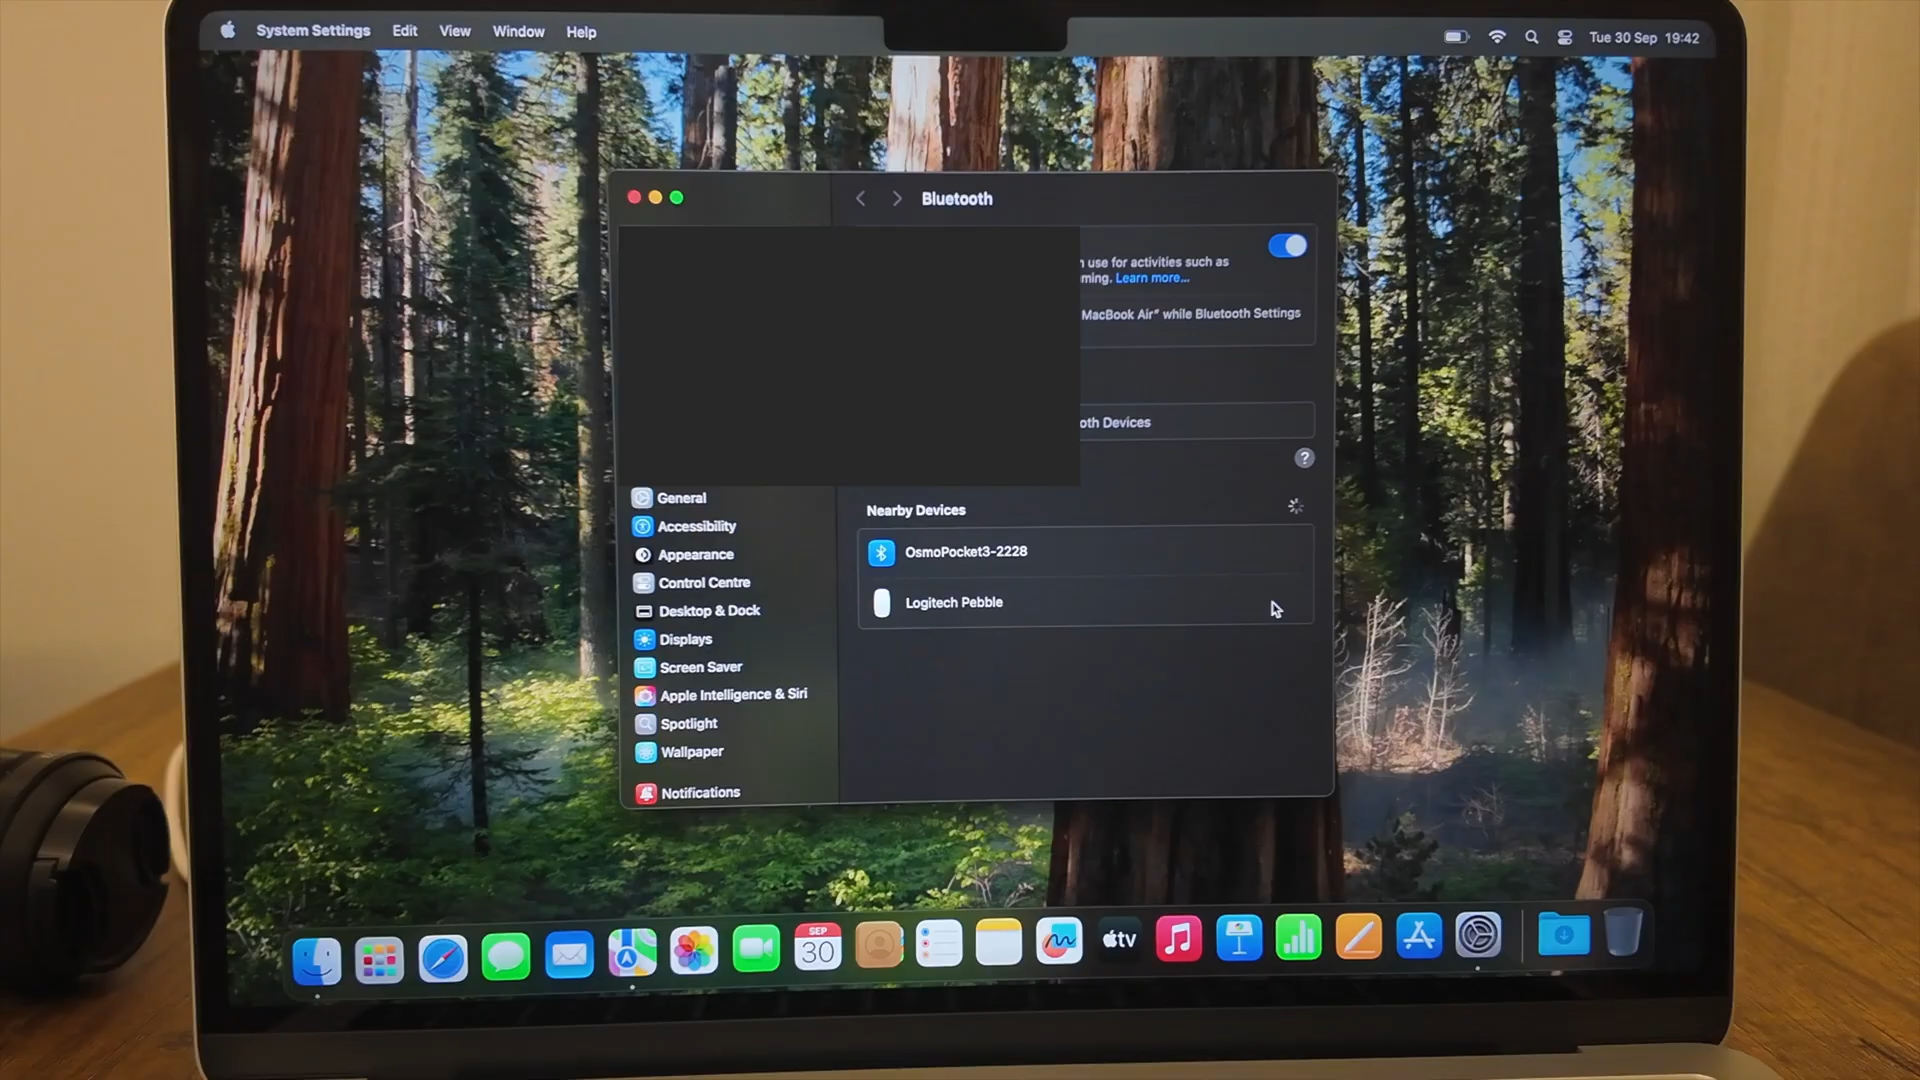 System Settings Edit View Window Help
Tue 30 Sep 19:42
Bluetooth
use for activities such as
ming. Learn more...
MacBook Air" while Bluetooth Settings
oth Devices
?
General
Accessibility
Appearance
Control Centre
Desktop & Dock
Displays
Screen Saver
Apple Intelligence & Siri
Spotlight
Wallpaper
Notifications
Nearby Devices
OsmoPocket3-2228
Logitech Pebble
SEP
30
tv